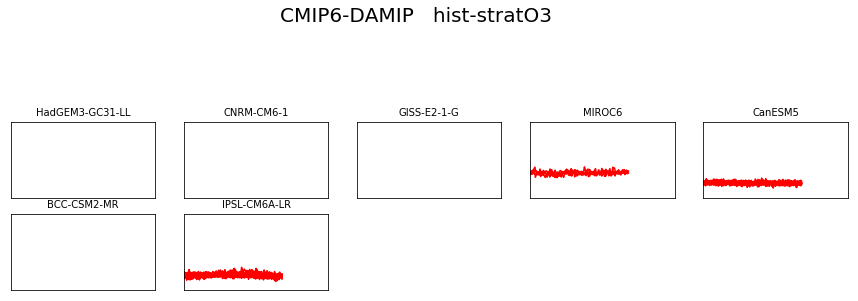 CMIP6-DAMIP   hist-stratO3
HadGEM3-GC31-LL
CNRM-CM6-1
GISS-E2-1-G
MIROC6
CanESM5
BCC-CSM2-MR
IPSL-CM6A-LR